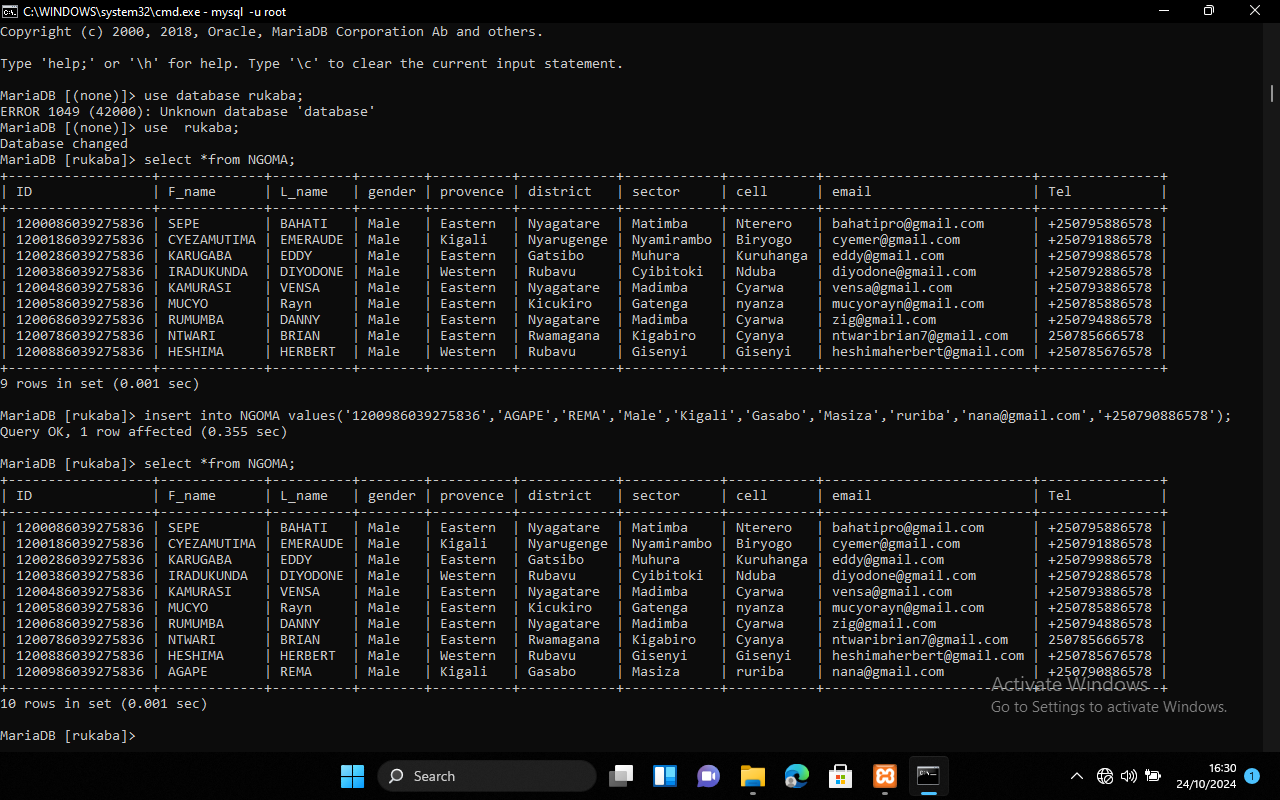 C:\WINDOWS\system32\cmd.exe - mysql -u root
Copyright (c) 2000, 2018, Oracle, MariaDB Corporation Ab and others.
Type 'help;' or '\h' for help. Type '\c' to clear the current input statement.
MariaDB [(none)]> use database rukaba;
ERROR 1049 (42000): Unknown database 'database'
MariaDB [(none)]> use  rukaba;
Database changed
MariaDB [rukaba]> select *from NGOMA;
+------------------+-------------+----------+--------+----------+------------+------------+-----------+--------------------------+---------------+
| ID               | F_name      | L_name   | gender | provence | district   | sector     | cell      | email                    | Tel           |
+------------------+-------------+----------+--------+----------+------------+------------+-----------+--------------------------+---------------+
| 1200086039275836 | SEPE        | BAHATI   | Male   | Eastern  | Nyagatare  | Matimba    | Nterero   | bahatipro@gmail.com      | +250795886578 |
| 1200186039275836 | CYEZAMUTIMA | EMERAUDE | Male   | Kigali   | Nyarugenge | Nyamirambo | Biryogo   | cyemer@gmail.com         | +250791886578 |
| 1200286039275836 | KARUGABA    | EDDY     | Male   | Eastern  | Gatsibo    | Muhura     | Kuruhanga | eddy@gmail.com           | +250799886578 |
| 1200386039275836 | IRADUKUNDA  | DIYODONE | Male   | Western  | Rubavu     | Cyibitoki  | Nduba     | diyodone@gmail.com       | +250792886578 |
| 1200486039275836 | KAMURASI    | VENSA    | Male   | Eastern  | Nyagatare  | Madimba    | Cyarwa    | vensa@gmail.com          | +250793886578 |
| 1200586039275836 | MUCYO       | Rayn     | Male   | Eastern  | Kicukiro   | Gatenga    | nyanza    | mucyorayn@gmail.com      | +250785886578 |
| 1200686039275836 | RUMUMBA     | DANNY    | Male   | Eastern  | Nyagatare  | Madimba    | Cyarwa    | zig@gmail.com            | +250794886578 |
| 1200786039275836 | NTWARI      | BRIAN    | Male   | Eastern  | Rwamagana  | Kigabiro   | Cyanya    | ntwaribrian7@gmail.com   | 250785666578  |
| 1200886039275836 | HESHIMA     | HERBERT  | Male   | Western  | Rubavu     | Gisenyi    | Gisenyi   | heshimaherbert@gmail.com | +250785676578 |
+------------------+-------------+----------+--------+----------+------------+------------+-----------+--------------------------+---------------+
9 rows in set (0.001 sec)
MariaDB [rukaba]> insert into NGOMA values('1200986039275836','AGAPE','REMA','Male','Kigali','Gasabo','Masiza','ruriba','nana@gmail.com','+250790886578');
Query OK, 1 row affected (0.355 sec)
MariaDB [rukaba]> select *from NGOMA;
+------------------+-------------+----------+--------+----------+------------+------------+-----------+--------------------------+---------------+
| ID               | F_name      | L_name   | gender | provence | district   | sector     | cell      | email                    | Tel           |
+------------------+-------------+----------+--------+----------+------------+------------+-----------+--------------------------+---------------+
| 1200086039275836 | SEPE        | BAHATI   | Male   | Eastern  | Nyagatare  | Matimba    | Nterero   | bahatipro@gmail.com      | +250795886578 |
| 1200186039275836 | CYEZAMUTIMA | EMERAUDE | Male   | Kigali   | Nyarugenge | Nyamirambo | Biryogo   | cyemer@gmail.com         | +250791886578 |
| 1200286039275836 | KARUGABA    | EDDY     | Male   | Eastern  | Gatsibo    | Muhura     | Kuruhanga | eddy@gmail.com           | +250799886578 |
| 1200386039275836 | IRADUKUNDA  | DIYODONE | Male   | Western  | Rubavu     | Cyibitoki  | Nduba     | diyodone@gmail.com       | +250792886578 |
| 1200486039275836 | KAMURASI    | VENSA    | Male   | Eastern  | Nyagatare  | Madimba    | Cyarwa    | vensa@gmail.com          | +250793886578 |
| 1200586039275836 | MUCYO       | Rayn     | Male   | Eastern  | Kicukiro   | Gatenga    | nyanza    | mucyorayn@gmail.com      | +250785886578 |
| 1200686039275836 | RUMUMBA     | DANNY    | Male   | Eastern  | Nyagatare  | Madimba    | Cyarwa    | zig@gmail.com            | +250794886578 |
| 1200786039275836 | NTWARI      | BRIAN    | Male   | Eastern  | Rwamagana  | Kigabiro   | Cyanya    | ntwaribrian7@gmail.com   | 250785666578  |
| 1200886039275836 | HESHIMA     | HERBERT  | Male   | Western  | Rubavu     | Gisenyi    | Gisenyi   | heshimaherbert@gmail.com | +250785676578 |
| 1200986039275836 | AGAPE       | REMA     | Male   | Kigali   | Gasabo     | Masiza     | ruriba    | nana@gmail.com           | +250790886578 |
+------------------+-------------+----------+--------+----------+------------+------------+-----------+--------------------------+---------------+
10 rows in set (0.001 sec)
MariaDB [rukaba]>
Activate Windows
Go to Settings to activate Windows.
Search
16:30
24/10/2024
1